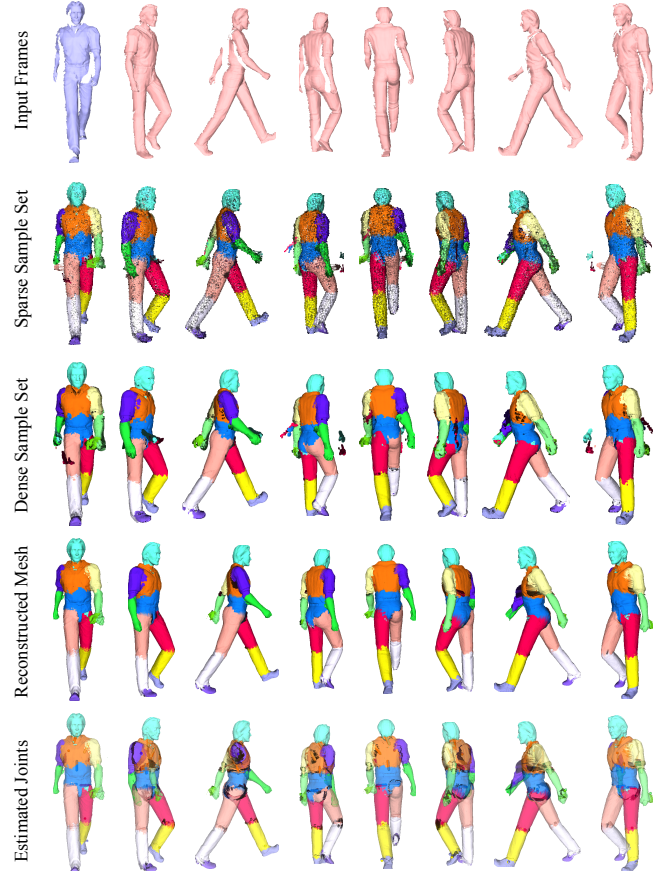 Input Frames
Sparse Sample Set
Dense Sample Set
Reconstructed Mesh
Estimated Joints